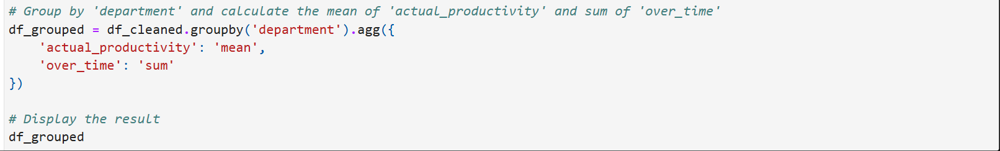 # Group by 'department' and calculate the mean of 'actual_productivity' and sum of 'over_time'
df_grouped = df_cleaned.groupby('department').agg({
    'actual_productivity': 'mean',
    'over_time': 'sum'
})

# Display the result
df_grouped